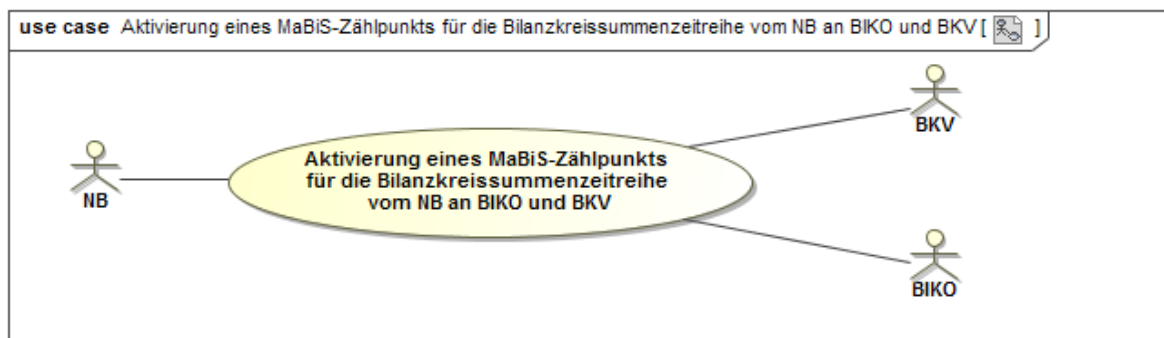 use case Aktivierung eines MaBiS-Zählpunkts für die Bilanzkreissummenzeitreihe vom NB an BIKO und BKV [ ]
BKV
Aktivierung eines MaBiS-Zählpunkts
für die Bilanzkreissummenzeitreihe
vom NB an BIKO und BKV
NB
BIKO